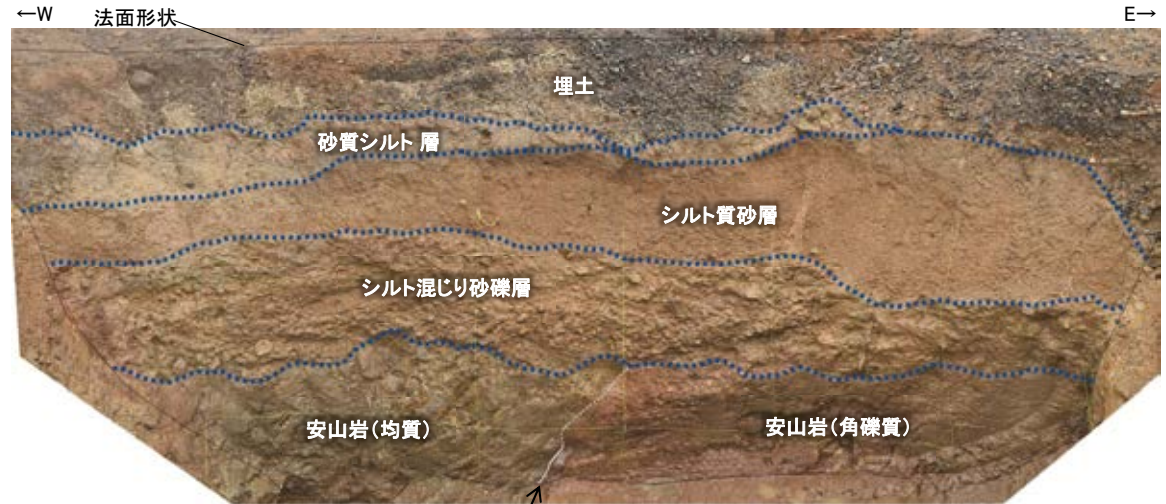 ←W
法面形状
E→
埋土
砂質シルト 層
シルト質砂層
シルト混じり砂礫層
安山岩(均質)
安山岩(角礫質)